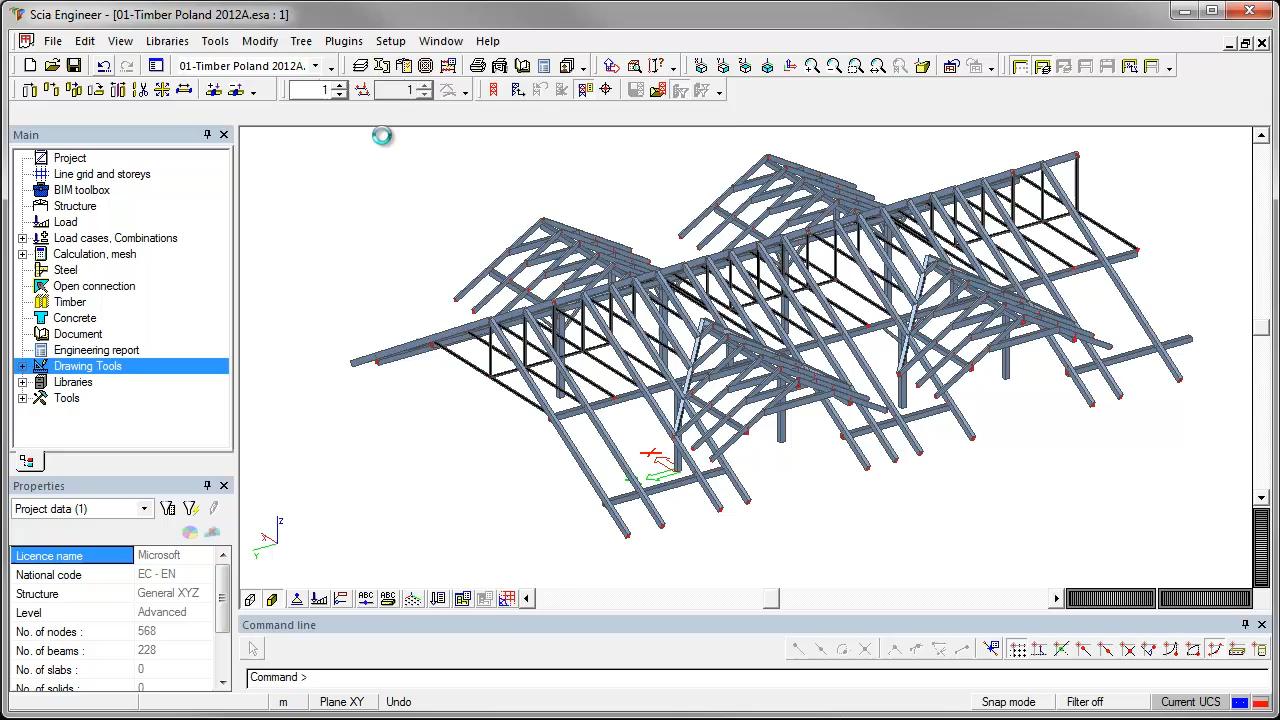 Scia Engineer - [01-Timber Poland 2012A.esa : 1]
File Edit View Libraries Tools Modify Tree Plugins Setup Window Help
01-Timber Poland 2012A.
1 1
Main
Project
Line grid and storeys
BIM toolbox
Structure
Load
Load cases, Combinations
Calculation, mesh
Steel
Open connection
Timber
Concrete
Document
Engineering report
Drawing Tools
Libraries
Tools
Properties
Project data (1)
Licence name Microsoft
National code EC - EN
Structure General XYZ
Level Advanced
No. of nodes : 568
No. of beams : 228
No. of slabs : 0
No. of solids : 0
z
x
Y
ABC ABC
Command line
Command >
m Plane XY Undo Snap mode Filter off Current UCS